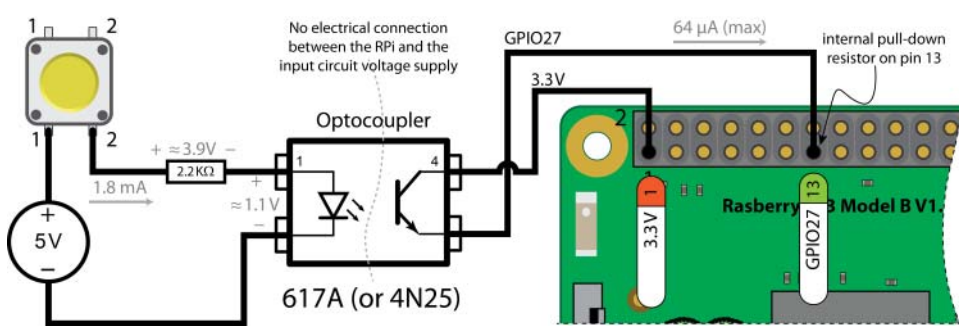 1 2
1 2
+
5V
−
1.8 mA
+ ≈3.9V −
2.2KΩ
No electrical connection
between the RPi and the
input circuit voltage supply
Optocoupler
1
4
+
≈1.1V
−
2
617A (or 4N25)
GPIO27
3.3V
64 µA (max)
internal pull-down
resistor on pin 13
2
1
3.3V
13
GPIO27
Rasberry
3 Model B V1.